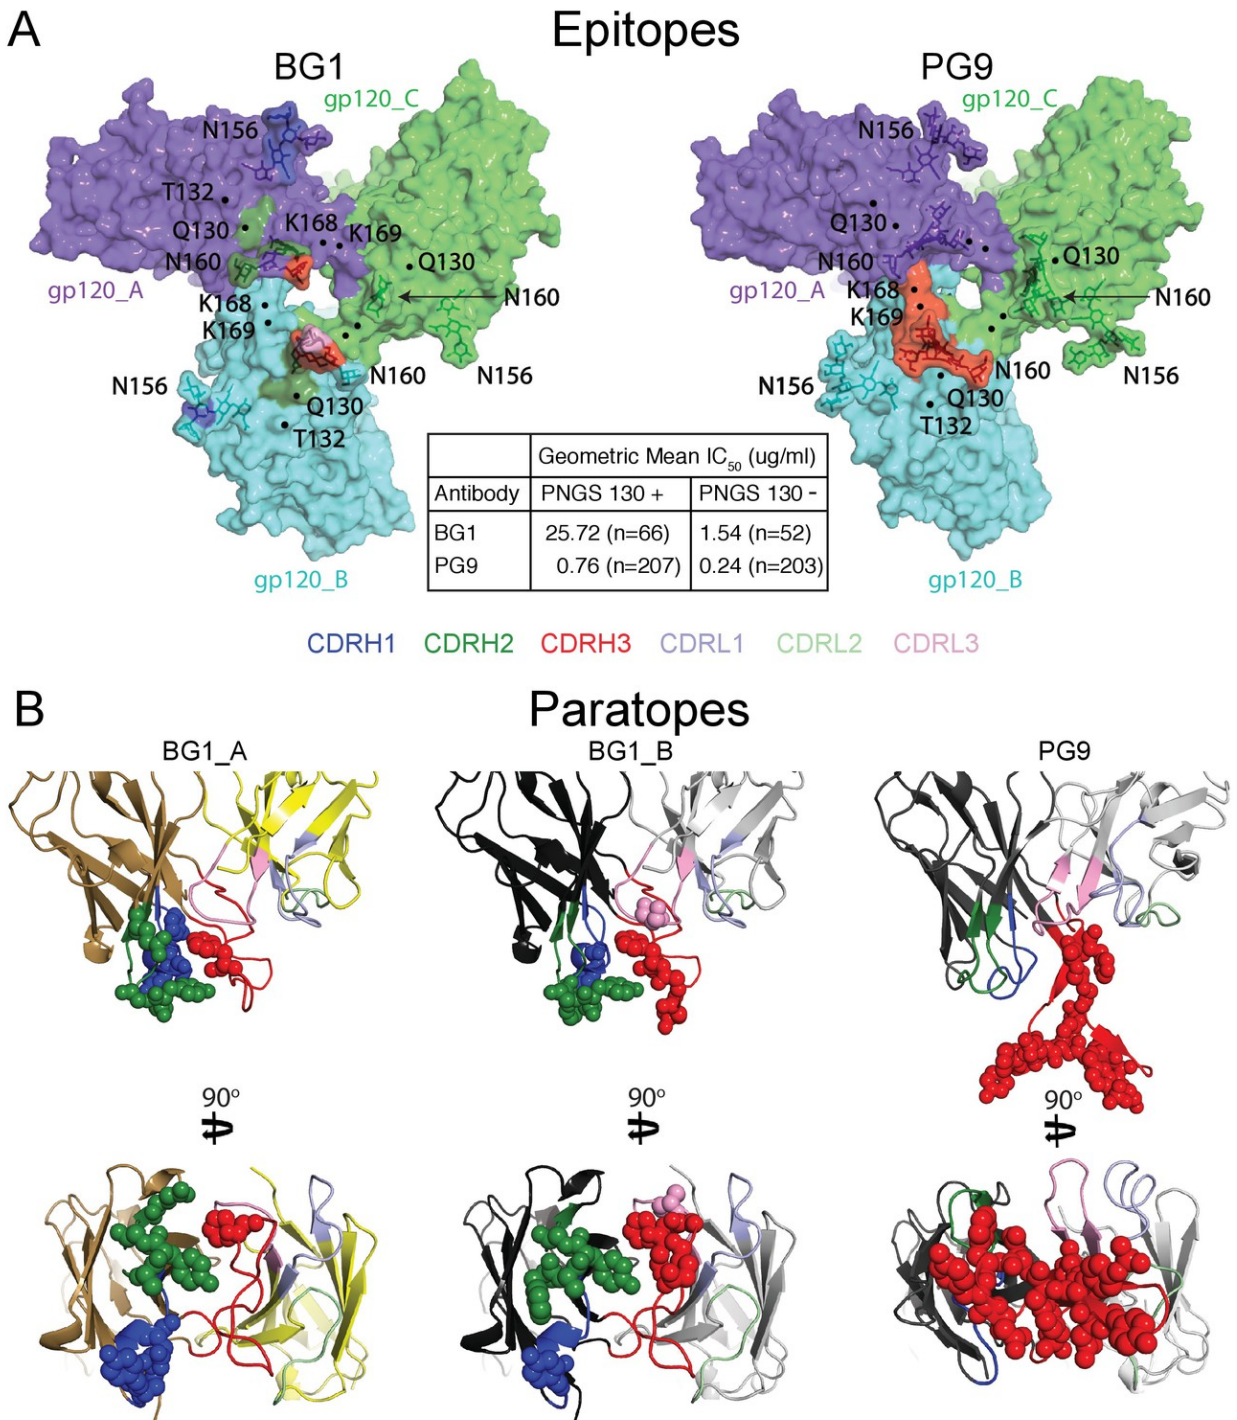 A
Epitopes
BG1
PG9
gp120_C
gp120_C
N156
N156
T132
Q130
K168
K169
Q130
Q130
Q130
N160
N160
gp120_A
gp120_A
K168
K169
K168
K169
N160
N160
N156
N160
N156
N156
N160
N156
Q130
Q130
T132
T132
Geometric Mean IC50 (ug/ml)
Antibody PNGS 130 + PNGS 130 -
BG1 25.72 (n=66) 1.54 (n=52)
PG9 0.76 (n=207) 0.24 (n=203)
gp120_B
gp120_B
CDRH1 CDRH2 CDRH3 CDRL1 CDRL2 CDRL3
B
Paratopes
BG1_A
BG1_B
PG9
90°
90°
90°